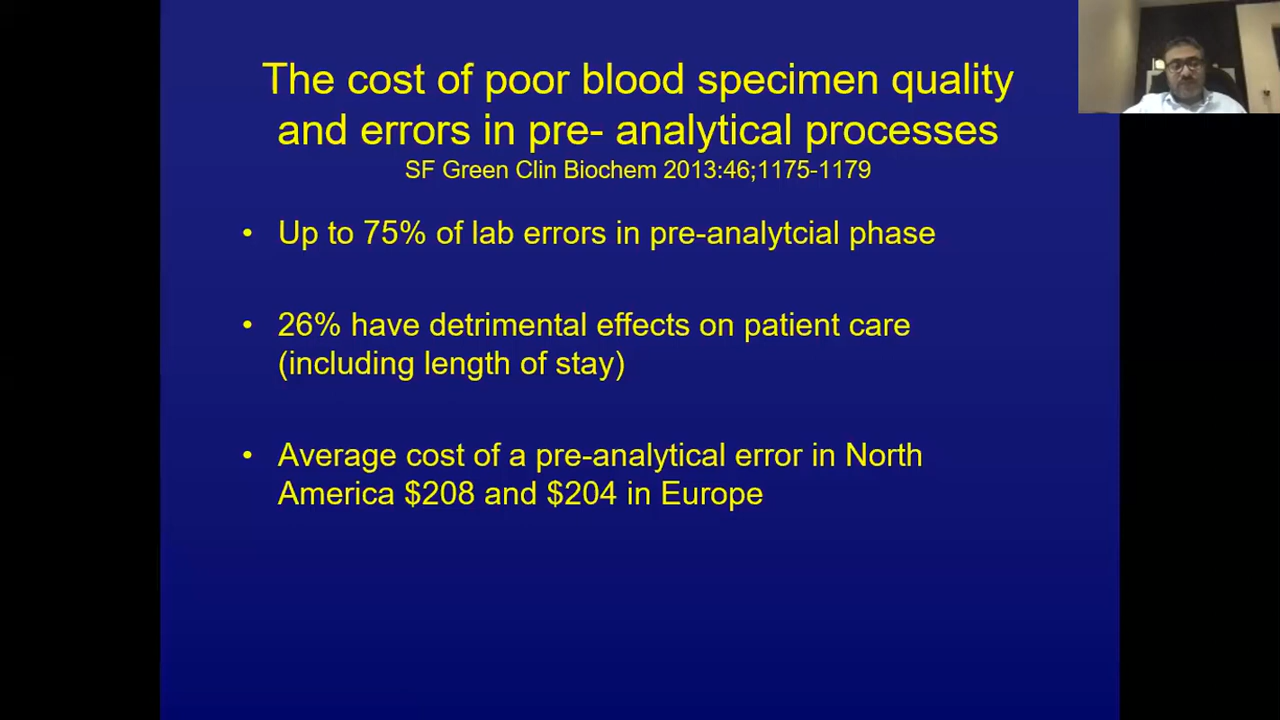 The cost of poor blood specimen quality
and errors in pre- analytical processes
SF Green Clin Biochem 2013:46;1175-1179
• Up to 75% of lab errors in pre-analytcial phase
• 26% have detrimental effects on patient care
(including length of stay)
• Average cost of a pre-analytical error in North
America $208 and $204 in Europe